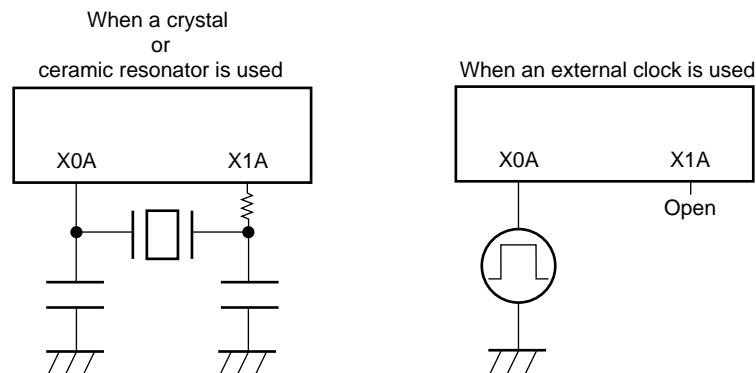 When a crystal
or
ceramic resonator is used
X0A
X1A
When an external clock is used
X0A
X1A
Open